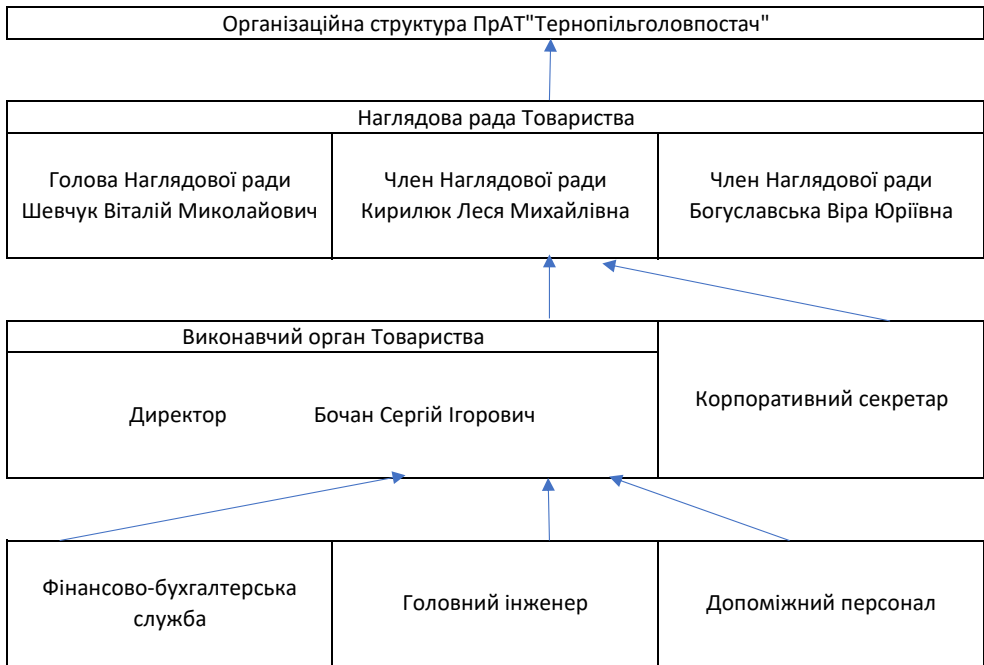 Організаційна структура ПрАТ"Тернопільголовпостач"
Наглядова рада Товариства
Голова Наглядової ради
Шевчук Віталій Миколайович
Член Наглядової ради
Кирилюк Леся Михайлівна
Член Наглядової ради
Богуславська Віра Юріївна
Виконавчий орган Товариства
Директор Бочан Сергій Ігорович
Корпоративний секретар
Фінансово-бухгалтерська
служба
Головний інженер
Допоміжний персонал